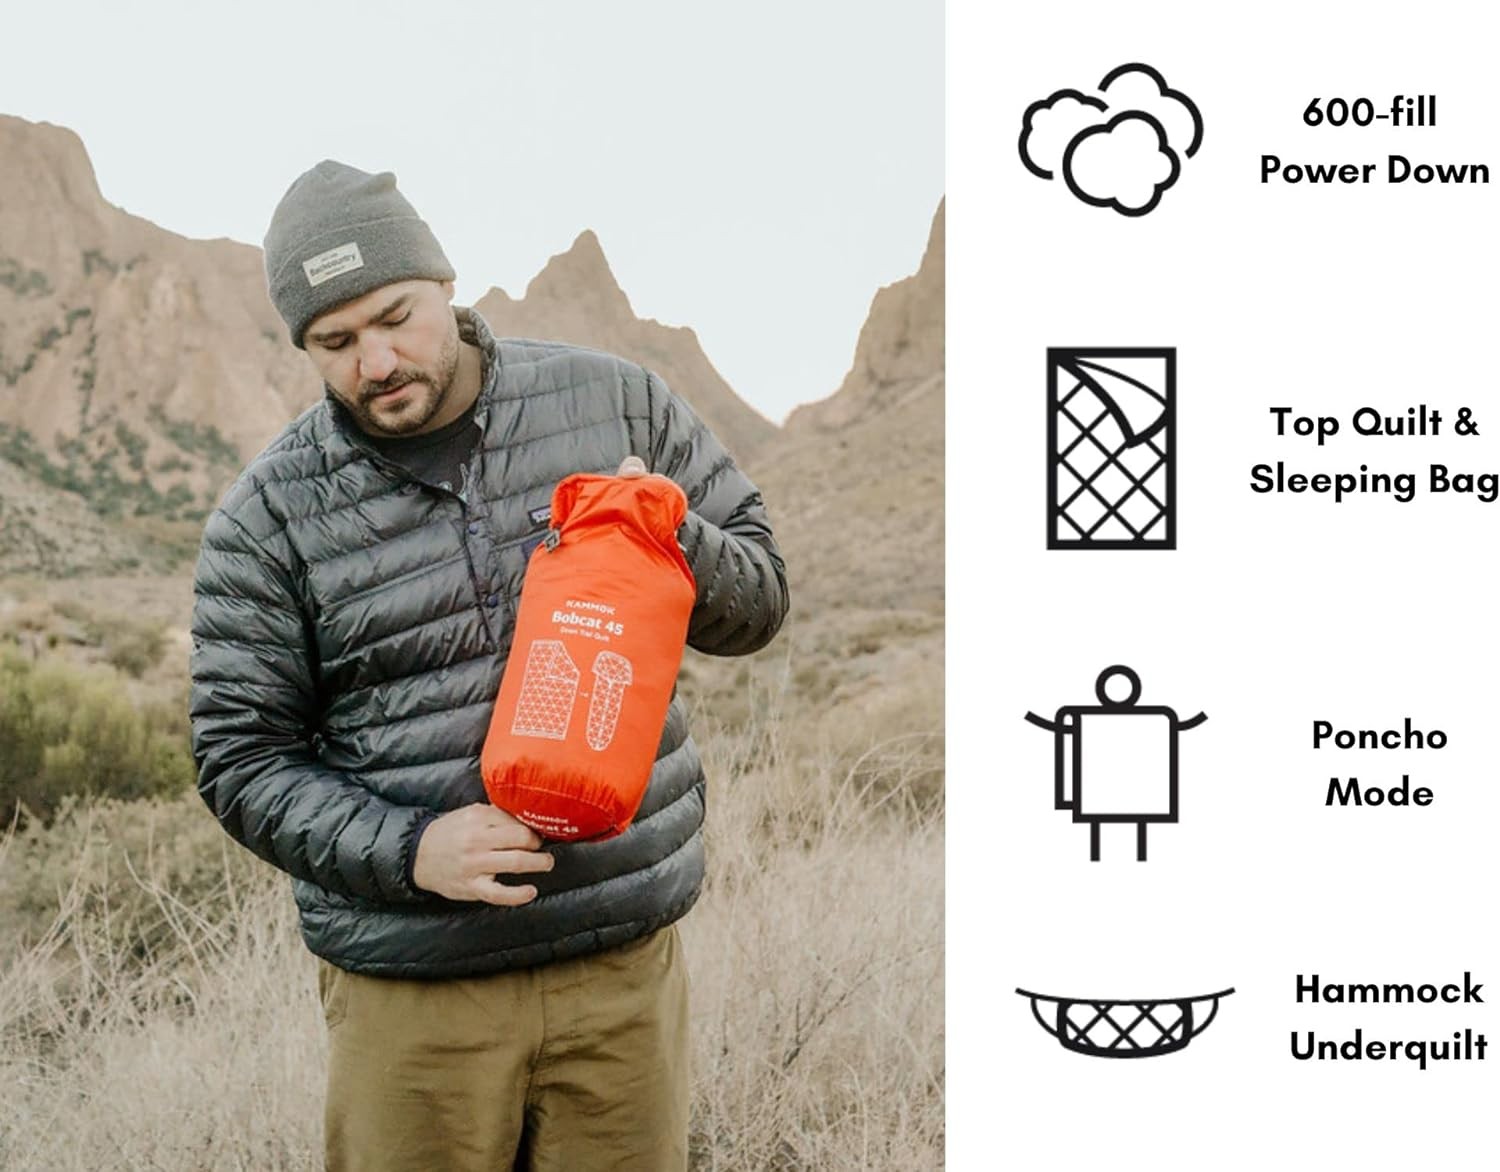 Backcountry
KAMMOK
Bobcat 45
Down Trail Quilt
KAMMOK
Bobcat 45
600-fill
Power Down
Top Quilt &
Sleeping Bag
Poncho
Mode
Hammock
Underquilt